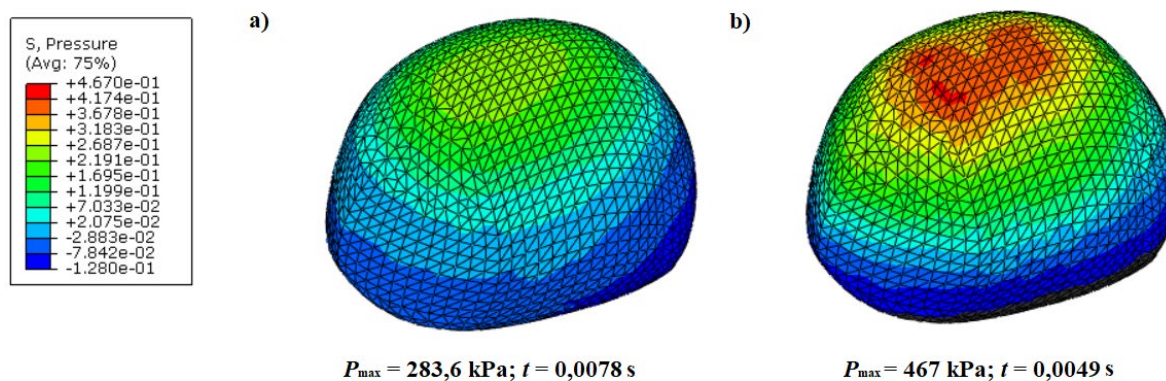 S, Pressure
(Avg: 75%)
+4.670e-01
+4.174e-01
+3.678e-01
+3.183e-01
+2.687e-01
+2.191e-01
+1.695e-01
+1.199e-01
+7.033e-02
+2.075e-02
-2.883e-02
-7.842e-02
-1.280e-01
a)
b)
Pmax = 283,6 kPa; t = 0,0078 s
Pmax = 467 kPa; t = 0,0049 s